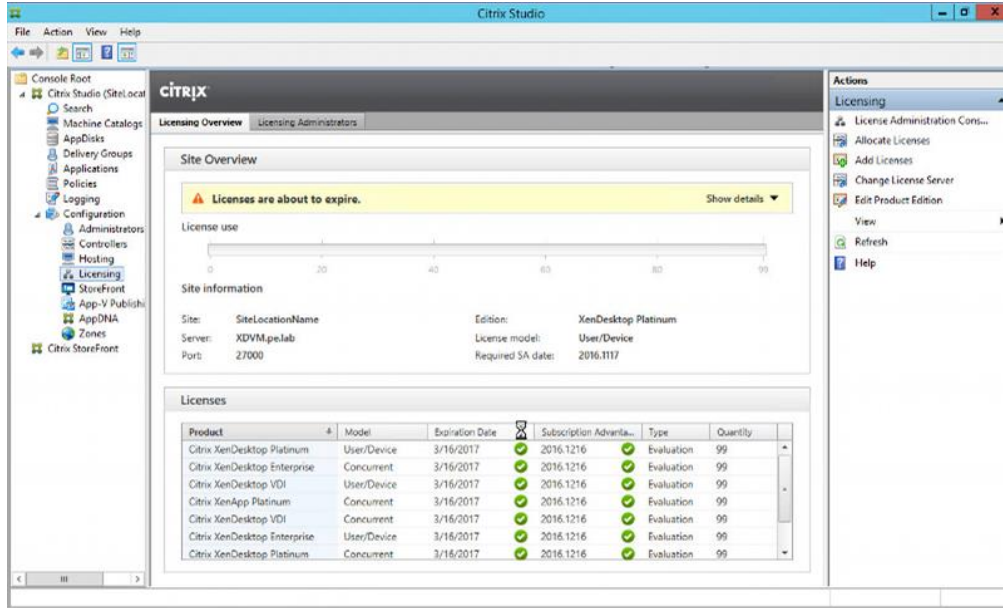 Citrix Studio
File Action View Help
Console Root
Citrix Studio (SiteLocat
Search
Machine Catalogs
AppDisks
Delivery Groups
Applications
Policies
Logging
Configuration
Administrators
Controllers
Hosting
Licensing
StoreFront
App-V Publishi
AppDNA
Zones
Citrix StoreFront
CİTRIX
Licensing Overview Licensing Administrators
Site Overview
Licenses are about to expire. Show details
License use
0 20 40 60 80 99
Site information
Site: SiteLocationName Edition: XenDesktop Platinum
Server: XDVM.pe.lab License model: User/Device
Port: 27000 Required SA date: 2016.1117
Licenses
Product Model Expiration Date Subscription Advanta... Type Quantity
Citrix XenDesktop Platinum User/Device 3/16/2017 2016.1216 Evaluation 99
Citrix XenDesktop Enterprise Concurrent 3/16/2017 2016.1216 Evaluation 99
Citrix XenDesktop VDI User/Device 3/16/2017 2016.1216 Evaluation 99
Citrix XenApp Platinum Concurrent 3/16/2017 2016.1216 Evaluation 99
Citrix XenDesktop VDI Concurrent 3/16/2017 2016.1216 Evaluation 99
Citrix XenDesktop Enterprise User/Device 3/16/2017 2016.1216 Evaluation 99
Citrix XenDesktop Platinum Concurrent 3/16/2017 2016.1216 Evaluation 99
Actions
Licensing
License Administration Cons...
Allocate Licenses
Add Licenses
Change License Server
Edit Product Edition
View
Refresh
Help